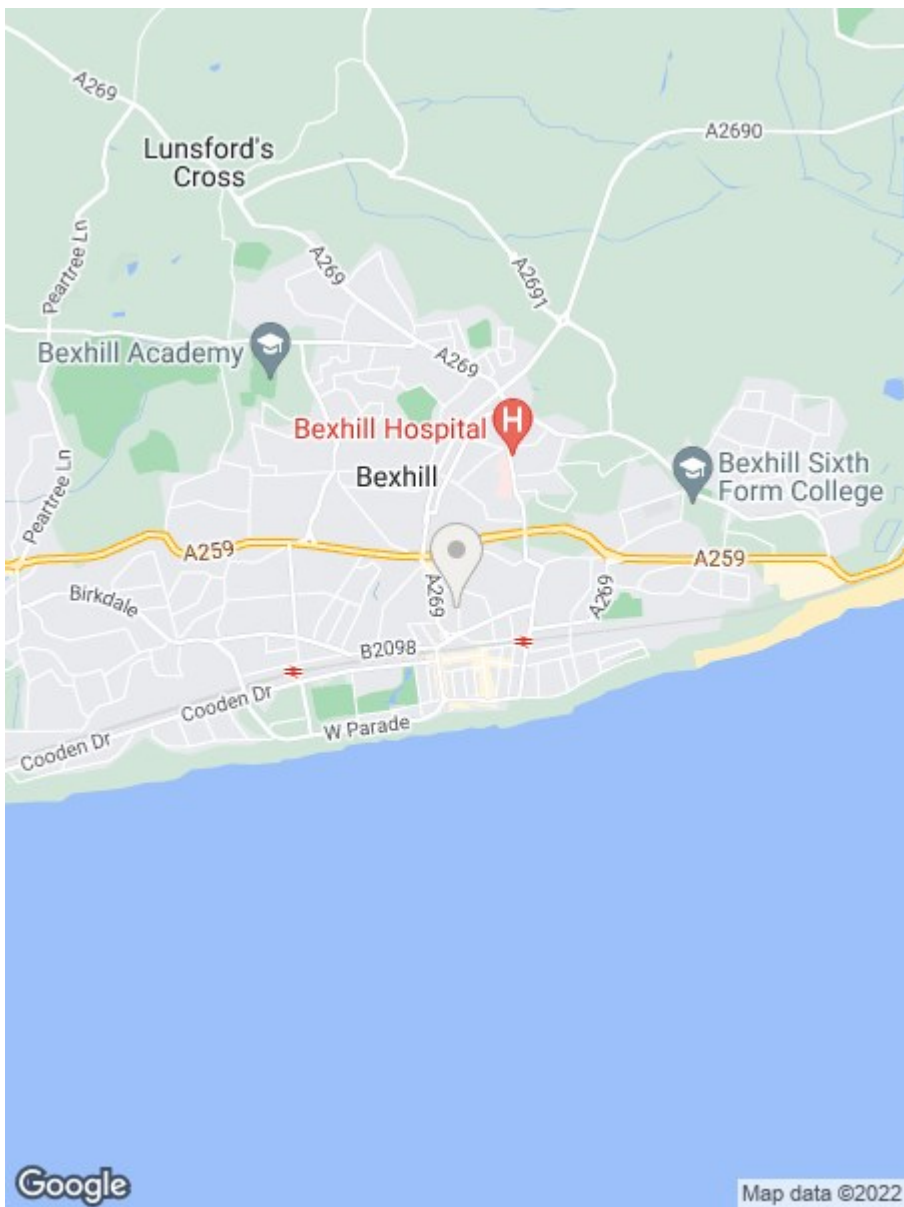 A269
A2690
Lunsford's
Cross
Peartree Ln
A269
A2691
Bexhill Academy
A269
Bexhill Hospital
H
Bexhill
Bexhill Sixth
Form College
Peartree Ln
A259
A259
Birkdale
A269
A269
B2098
Cooden Dr
W Parade
Cooden Dr
Google
Map data ©2022